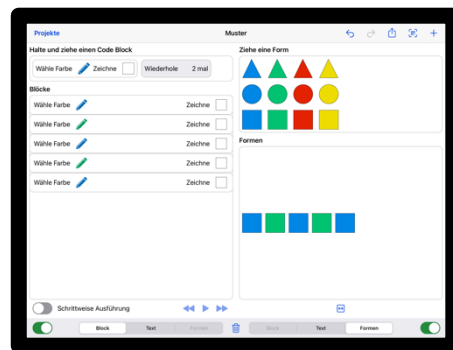 Projekte
Muster
Halte und ziehe einen Code Block
Wähle Farbe Zeichne Wiederhole 2 mal
Blöcke
Wähle Farbe Zeichne
Wähle Farbe Zeichne
Wähle Farbe Zeichne
Wähle Farbe Zeichne
Wähle Farbe Zeichne
Schrittweise Ausführung
Block Text Formel
Ziehe eine Form
Formen
Block Text Formen